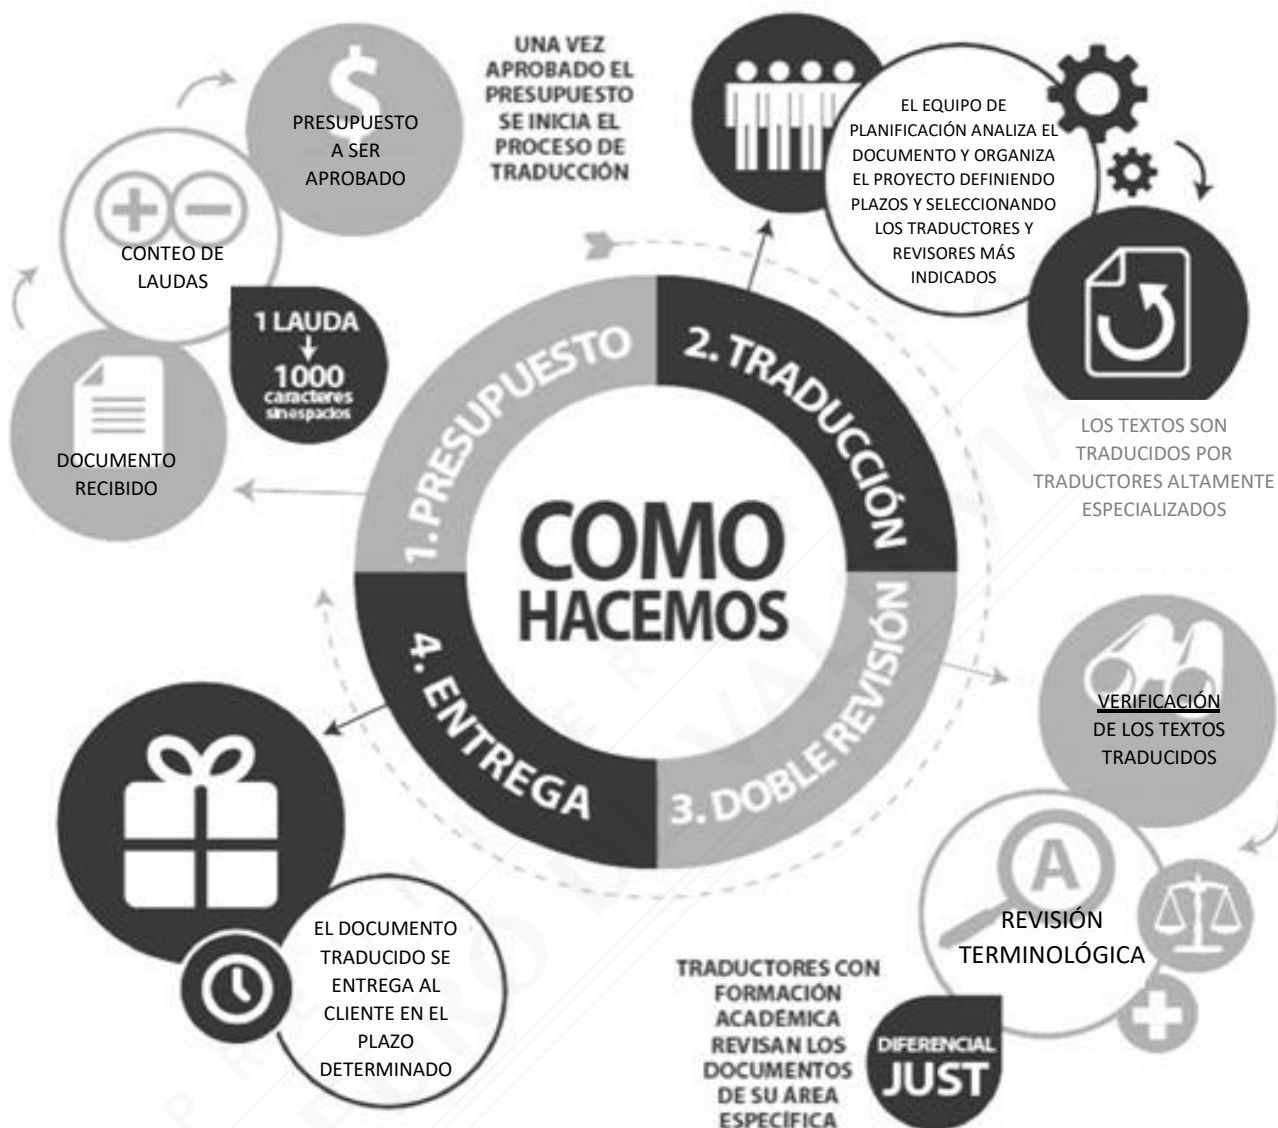 UNA VEZ
APROBADO EL
PRESUPUESTO
SE INICIA EL
PROCESO DE
TRADUCCIÓN
$
PRESUPUESTO
A SER
APROBADO
CONTEO DE
LAUDAS
1 LAUDA
1000
caracteres
sin espacios
DOCUMENTO
RECIBIDO
EL EQUIPO DE
PLANIFICACIÓN ANALIZA EL
DOCUMENTO Y ORGANIZA
EL PROYECTO DEFINIENDO
PLAZOS Y SELECCIONANDO
LOS TRADUCTORES Y
REVISORES MÁS
INDICADOS
LOS TEXTOS SON
TRADUCIDOS POR
TRADUCTORES ALTAMENTE
ESPECIALIZADOS
1. PRESUPUESTO
2. TRADUCCIÓN
COMO
HACEMOS
3. DOBLE REVISIÓN
4. ENTREGA
VERIFICACIÓN
DE LOS TEXTOS
TRADUCIDOS
A
REVISIÓN
TERMINOLÓGICA
TRADUCTORES CON
FORMACIÓN
ACADÉMICA
REVISAN LOS
DOCUMENTOS
DE SU ÁREA
ESPECÍFICA
DIFERENCIAL
JUST
EL DOCUMENTO
TRADUCIDO SE
ENTREGA AL
CLIENTE EN EL
PLAZO
DETERMINADO